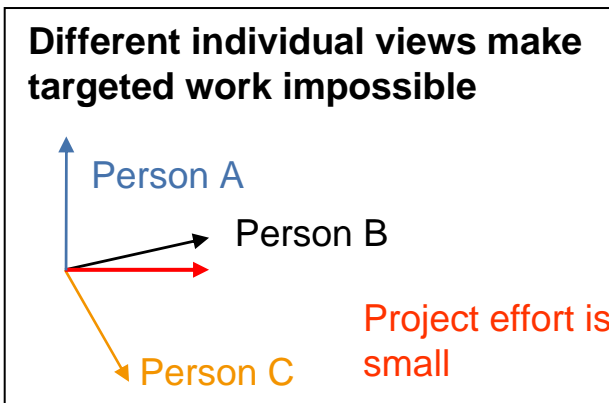 Different individual views make
targeted work impossible
Person A
Person B
Project effort is
small
Person C